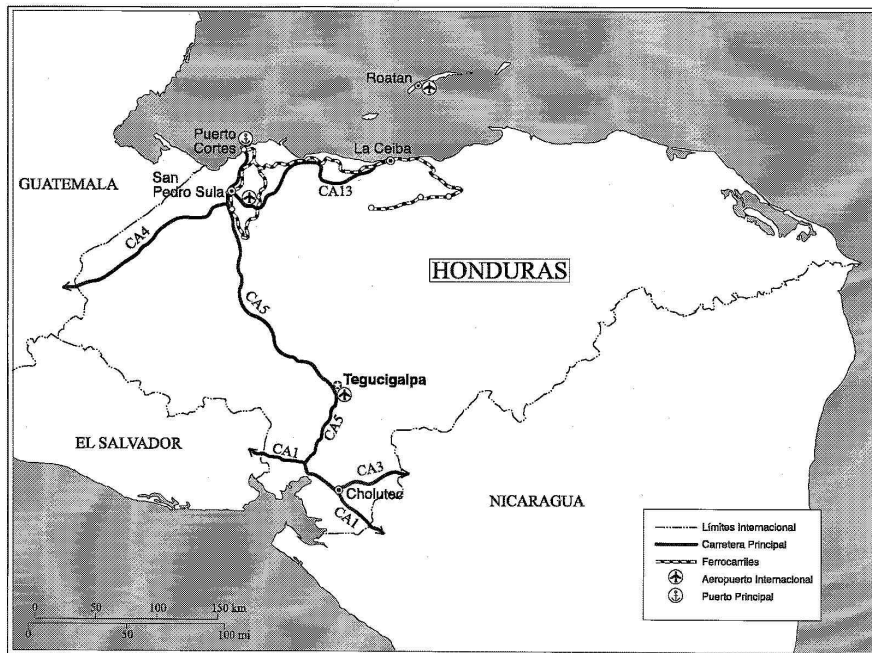 Roatan
Puerto
Cortes
La Ceiba
GUATEMALA
San
Pedro Sula
CA13
CA4
HONDURAS
CA5
Tegucigalpa
CA5
EL SALVADOR
CA1
CA3
Cholutec
NICARAGUA
CA1
Límites Internacional
Carretera Principal
Ferrocarriles
Aeropuerto Internacional
Puerto Principal
0 50 100 150 km
0 50 100 mi